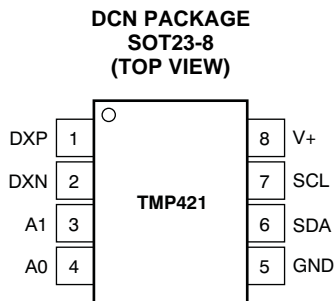 DCN PACKAGE
SOT23-8
(TOP VIEW)
DXP 1 8 V+
DXN 2 7 SCL
TMP421
A1 3 6 SDA
A0 4 5 GND